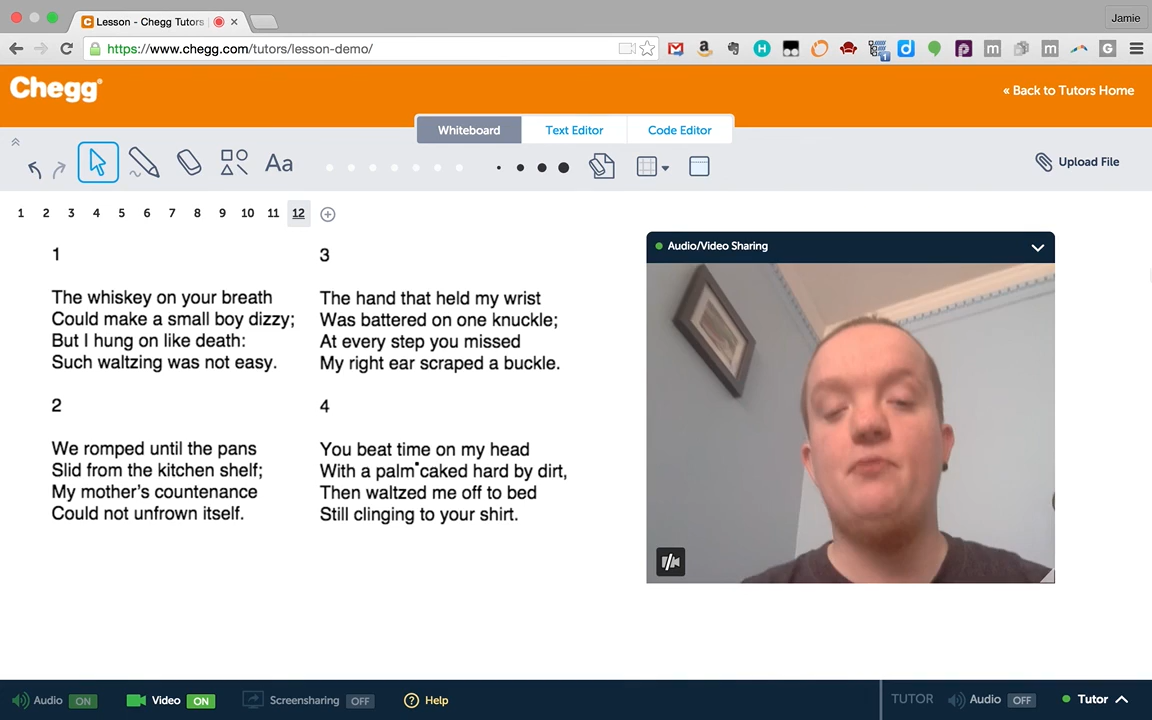 Lesson - Chegg Tutors
Jamie
https://www.chegg.com/tutors/lesson-demo/
Chegg
« Back to Tutors Home
Whiteboard
Text Editor
Code Editor
Aa
Upload File
1 2 3 4 5 6 7 8 9 10 11 12
1
The whiskey on your breath
Could make a small boy dizzy;
But I hung on like death:
Such waltzing was not easy.
2
We romped until the pans
Slid from the kitchen shelf;
My mother's countenance
Could not unfrown itself.
3
The hand that held my wrist
Was battered on one knuckle;
At every step you missed
My right ear scraped a buckle.
4
You beat time on my head
With a palm caked hard by dirt,
Then waltzed me off to bed
Still clinging to your shirt.
Audio/Video Sharing
Audio ON
Video ON
Screensharing OFF
? Help
TUTOR
Audio OFF
Tutor